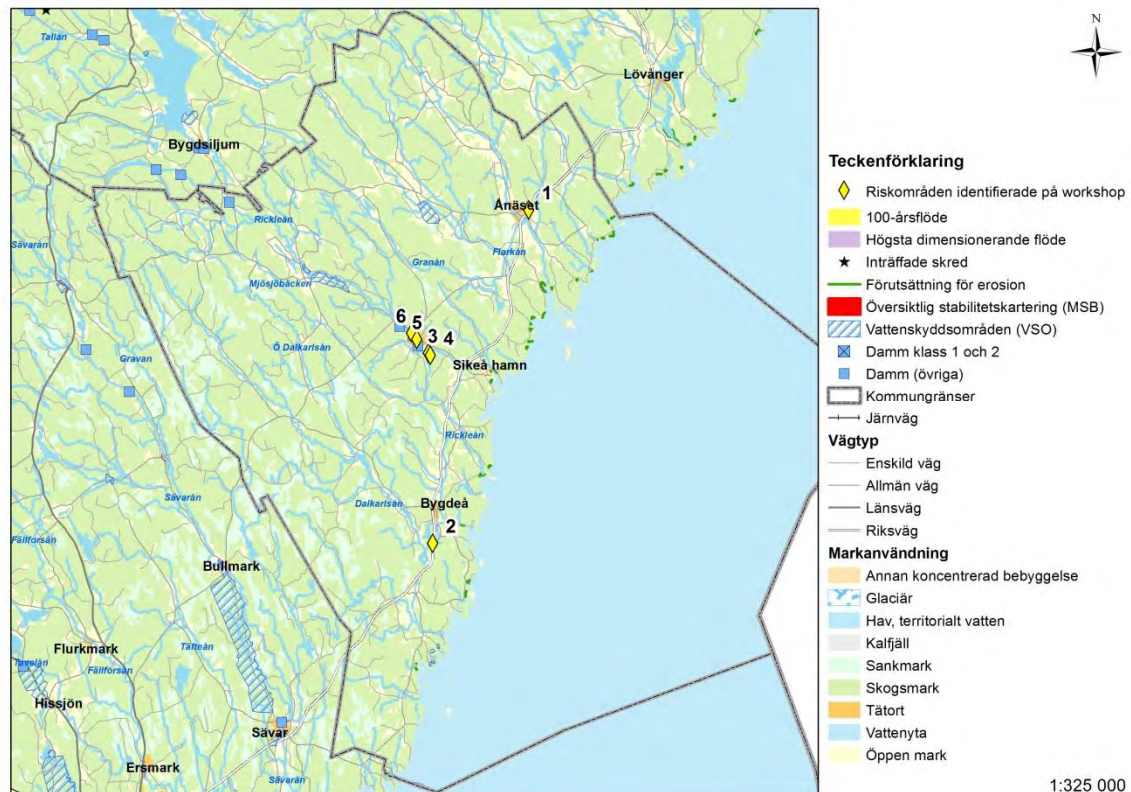 Tallån
Lövånger
Bygdsiljum
1
Ånäset
Rickleån
Sävarån
Flarkån
Granån
Mjösjöbäcken
6
5
3 4
Ö Dalkarlsån
Sikeå hamn
Gravan
Rickleån
Sävarån
Bygdeå
Dalkarlsån
2
Fällforsån
Bullmark
Flurkmark
Täfteån
Tavelån
Fällforsån
Hissjön
Sävar
Ersmark
Sävarån
N
Teckenförklaring
Riskområden identifierade på workshop
100-årsflöde
Högsta dimensionerande flöde
Inträffade skred
Förutsättning för erosion
Översiktlig stabilitetskartering (MSB)
Vattenskyddsområden (VSO)
Damm klass 1 och 2
Damm (övriga)
Kommungränser
Järnväg
Vägtyp
Enskild väg
Allmän väg
Länsväg
Riksväg
Markanvändning
Annan koncentrerad bebyggelse
Glaciär
Hav, territorialt vatten
Kalfjäll
Sankmark
Skogsmark
Tätort
Vattenyta
Öppen mark
1:325 000